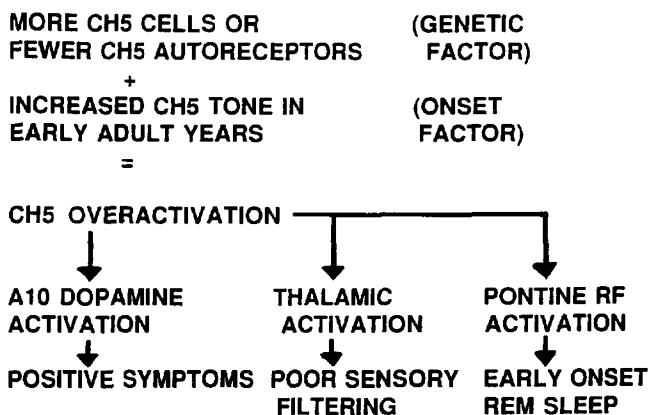 MORE CH5 CELLS OR (GENETIC
FEWER CH5 AUTORECEPTORS FACTOR)
+
INCREASED CH5 TONE IN (ONSET
EARLY ADULT YEARS FACTOR)
=
CH5 OVERACTIVATION
A10 DOPAMINE THALAMIC PONTINE RF
ACTIVATION ACTIVATION ACTIVATION
POSITIVE SYMPTOMS POOR SENSORY EARLY ONSET
FILTERING REM SLEEP